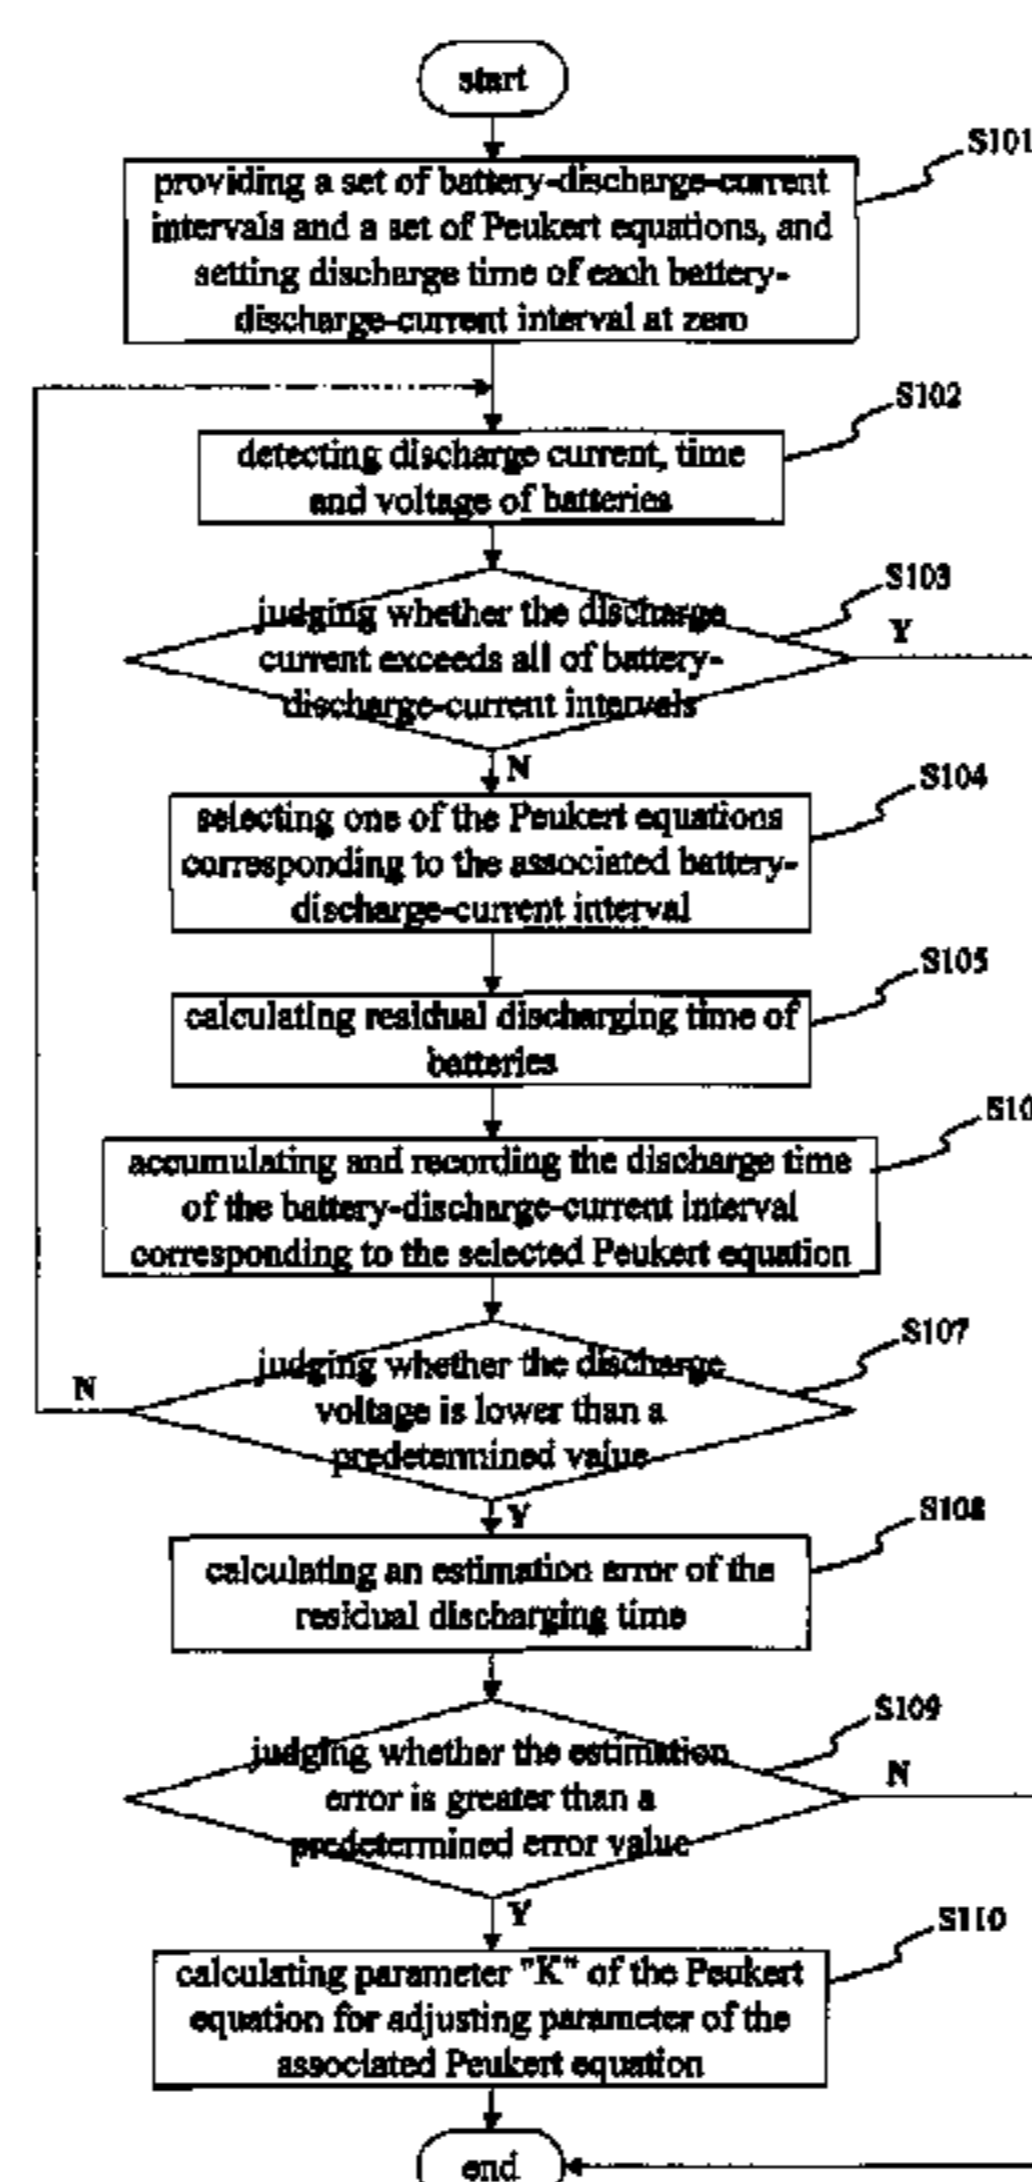 start
S101
providing a set of battery-discharge-current
intervals and a set of Peukert equations, and
setting discharge time of each battery-
discharge-current interval at zero
S102
detecting discharge current, time
and voltage of batteries
S103
judging whether the discharge
current exceeds all of battery-
discharge-current intervals
Y
N
S104
selecting one of the Peukert equations
corresponding to the associated battery-
discharge-current interval
S105
calculating residual discharging time of
batteries
S10
accumulating and recording the discharge time
of the battery-discharge-current interval
corresponding to the selected Peukert equation
S107
judging whether the discharge
voltage is lower than a
predetermined value
N
Y
S108
calculating an estimation error of the
residual discharging time
S109
judging whether the estimation
error is greater than a
predetermined error value
N
Y
S110
calculating parameter "K" of the Peukert
equation for adjusting parameter of the
associated Peukert equation
end